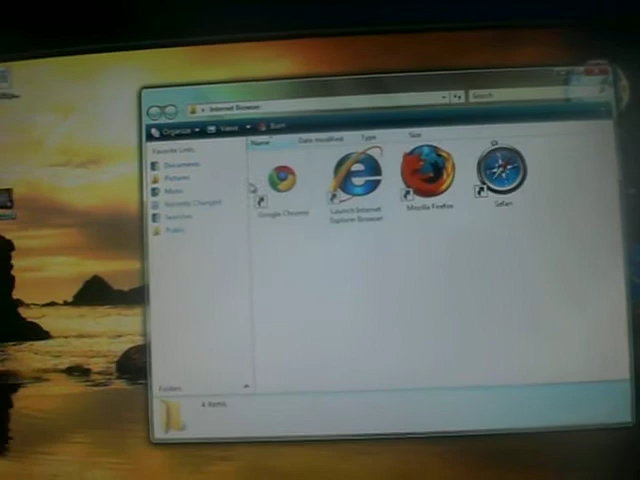 Internet Browser
Search
Organize Views Burn
Favorite Links
Name Date modified Type Size
Documents
Pictures
Music
Recently Changed
Searches
Public
Google Chrome
Launch Internet
Explorer Browser
Mozilla Firefox
Safari
Folders
4 items